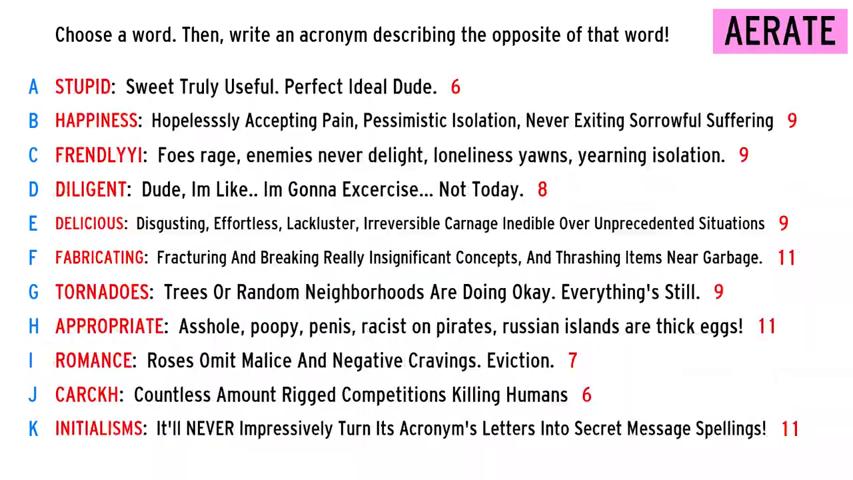 Choose a word. Then, write an acronym describing the opposite of that word!
AERATE
A STUPID: Sweet Truly Useful. Perfect Ideal Dude. 6
B HAPPINESS: Hopelesssly Accepting Pain, Pessimistic Isolation, Never Exiting Sorrowful Suffering 9
C FRENDLYYI: Foes rage, enemies never delight, loneliness yawns, yearning isolation. 9
D DILIGENT: Dude, Im Like.. Im Gonna Excercise... Not Today. 8
E DELICIOUS: Disgusting, Effortless, Lackluster, Irreversible Carnage Inedible Over Unprecedented Situations 9
F FABRICATING: Fracturing And Breaking Really Insignificant Concepts, And Thrashing Items Near Garbage. 11
G TORNADOES: Trees Or Random Neighborhoods Are Doing Okay. Everything's Still. 9
H APPROPRIATE: Asshole, poopy, penis, racist on pirates, russian islands are thick eggs! 11
I ROMANCE: Roses Omit Malice And Negative Cravings. Eviction. 7
J CARCKH: Countless Amount Rigged Competitions Killing Humans 6
K INITIALISMS: It'll NEVER Impressively Turn Its Acronym's Letters Into Secret Message Spellings! 11